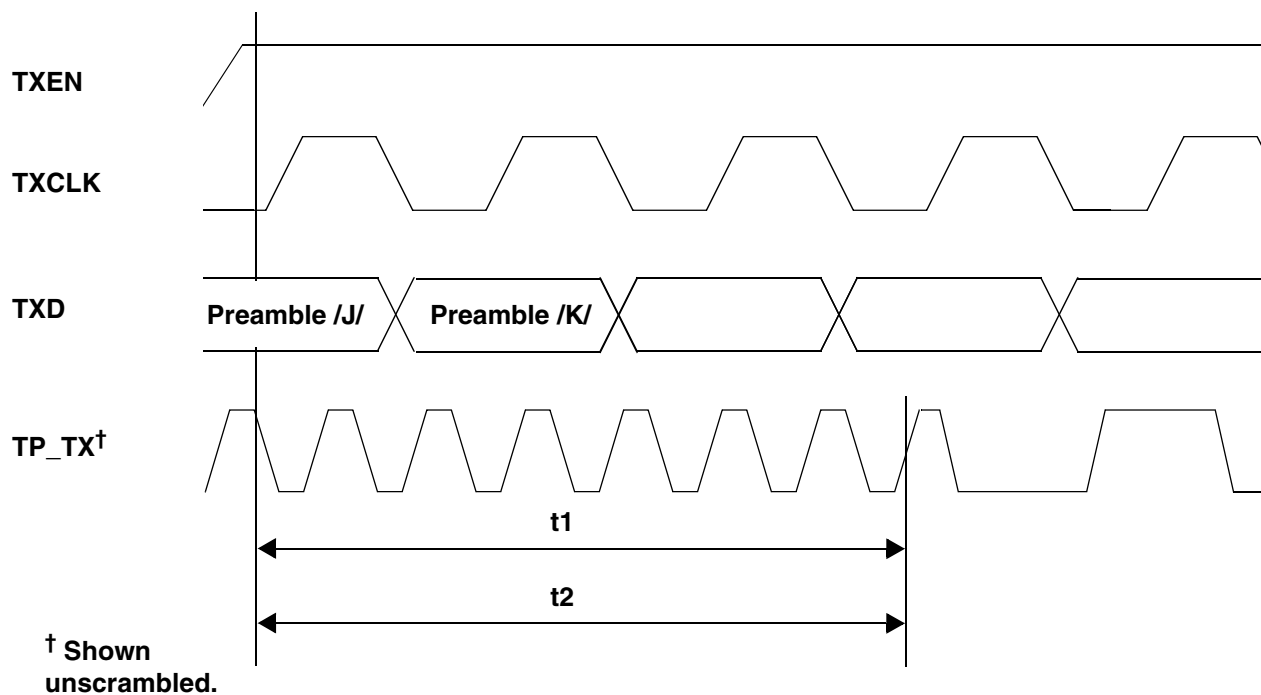 TXEN
TXCLK
TXD
Preamble /J/
Preamble /K/
TP_TX†
t1
t2
† Shown
unscrambled.